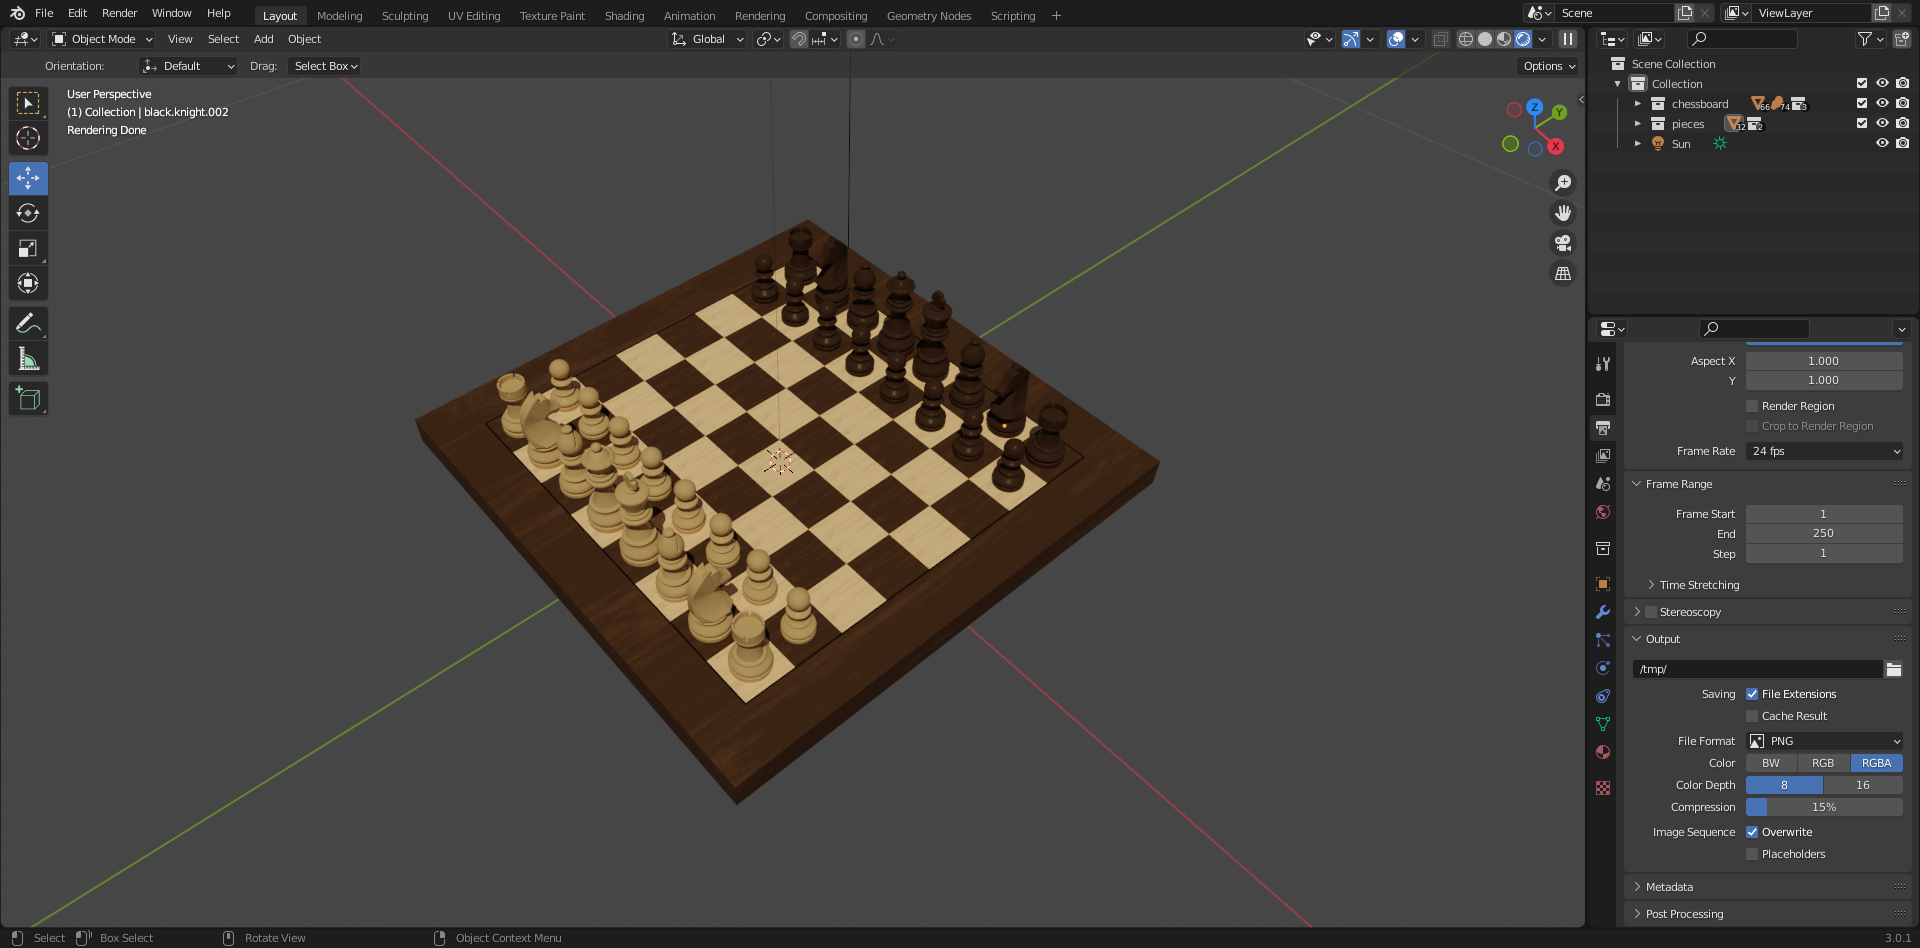 File Edit Render Window Help Layout Modeling Sculpting UV Editing Texture Paint Shading Animation Rendering Compositing Geometry Nodes Scripting + Scene ViewLayer
Object Mode View Select Add Object Global
Orientation: Default Drag: Select Box Options
User Perspective
(1) Collection | black.knight.002
Rendering Done
Z
Y
X
Scene Collection
Collection
chessboard 66 74 3
pieces 32 2
Sun
Aspect X 1.000
Y 1.000
Render Region
Crop to Render Region
Frame Rate 24 fps
Frame Range
Frame Start 1
End 250
Step 1
Time Stretching
Stereoscopy
Output
/tmp/
Saving File Extensions
Cache Result
File Format PNG
Color BW RGB RGBA
Color Depth 8 16
Compression 15%
Image Sequence Overwrite
Placeholders
Metadata
Post Processing
Select Box Select Rotate View Object Context Menu 3.0.1